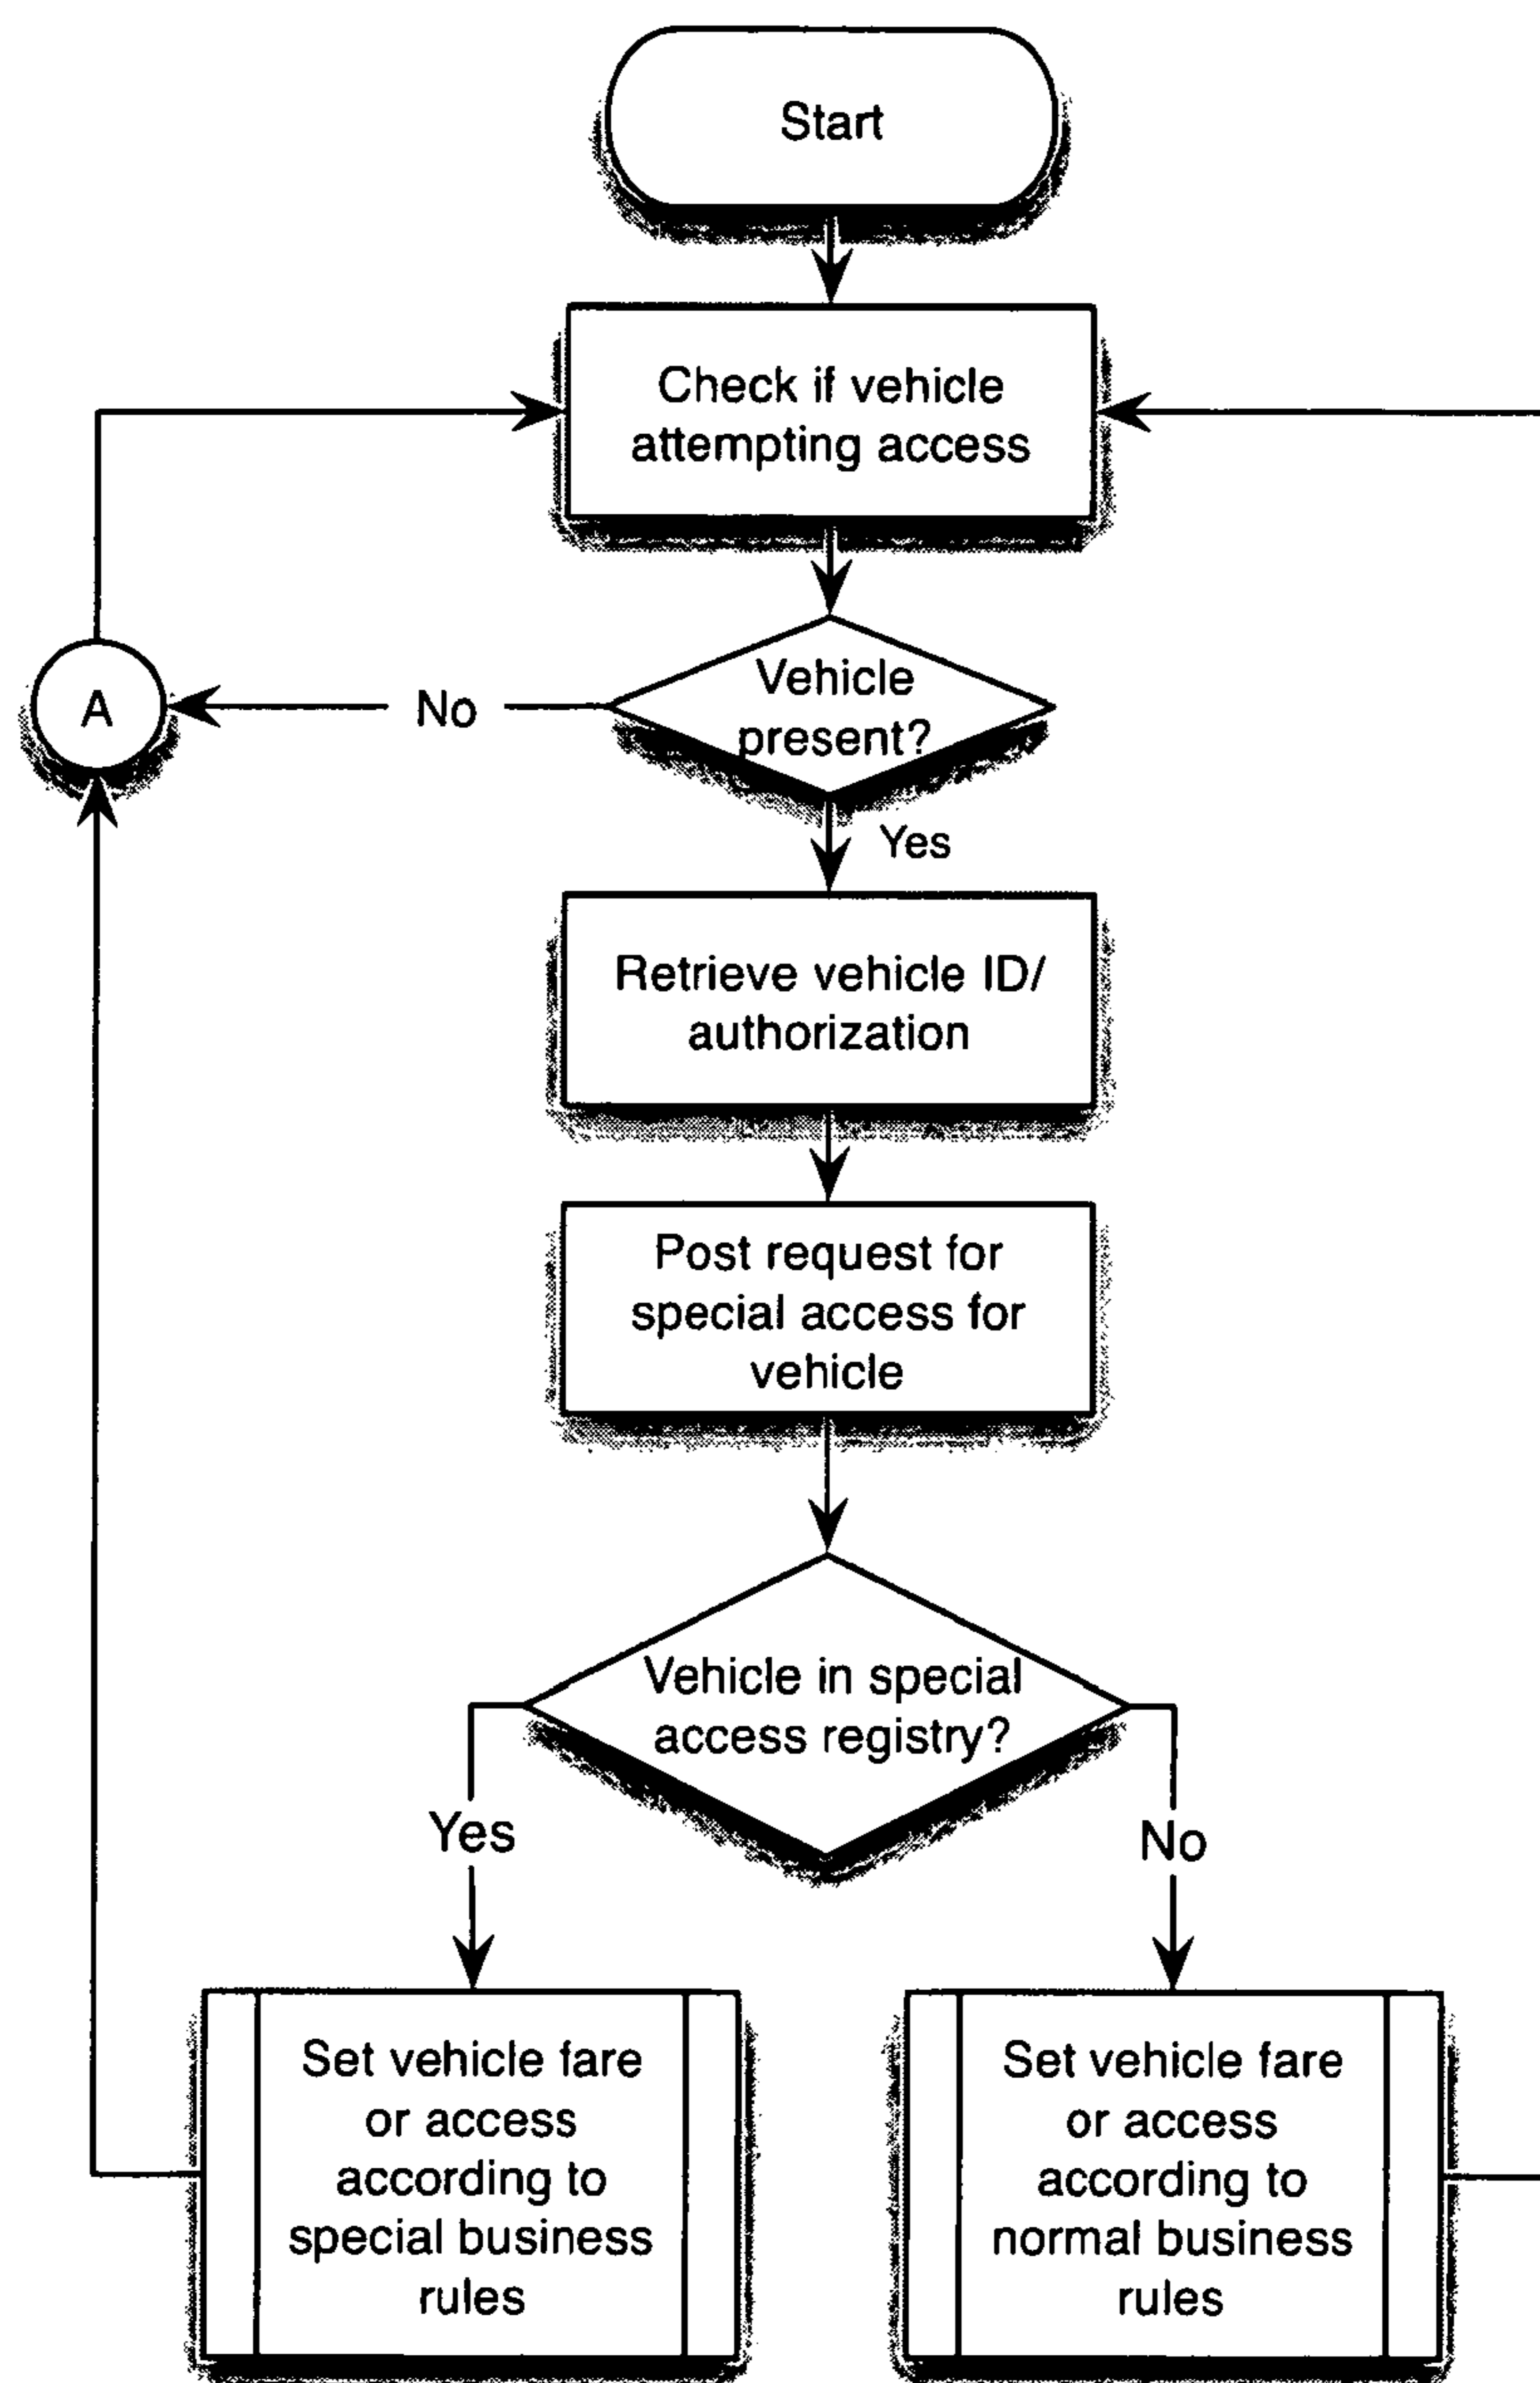 Start
Check if vehicle
attempting access
A
No
Vehicle
present?
Yes
Retrieve vehicle ID/
authorization
Post request for
special access for
vehicle
Vehicle in special
access registry?
Yes
No
Set vehicle fare
or access
according to
special business
rules
Set vehicle fare
or access
according to
normal business
rules